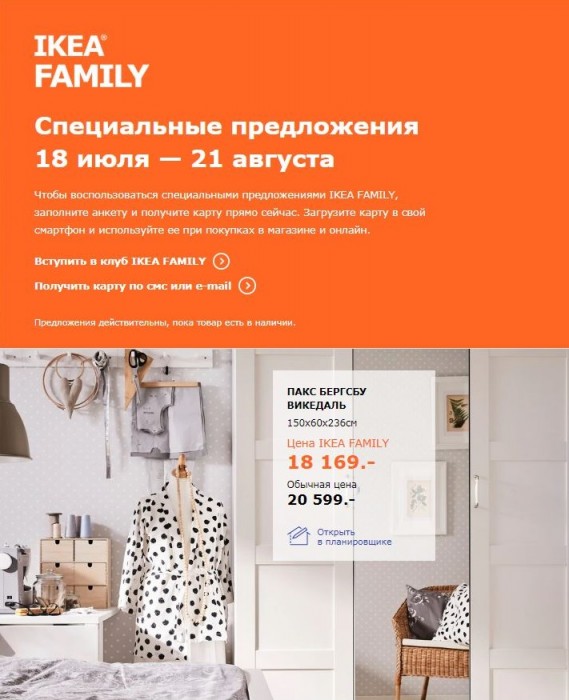 IKEA®
FAMILY
Специальные предложения
18 июля — 21 августа
Чтобы воспользоваться специальными предложениями IKEA FAMILY,
заполните анкету и получите карту прямо сейчас. Загрузите карту в свой
смартфон и используйте ее при покупках в магазине и онлайн.
Вступить в клуб IKEA FAMILY
Получить карту по смс или e-mail
Предложения действительны, пока товар есть в наличии.
ПАКС БЕРГСБУ
ВИКЕДАЛЬ
150х60х236см
Цена IKEA FAMILY
18 169.-
Обычная цена
20 599.-
Открыть
в планировщике